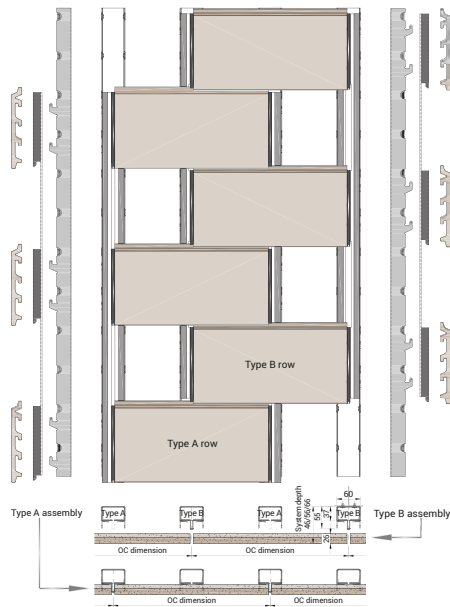 Type B row
Type A row
Type A assembly
Type A
Type B
Type A
System depth
46/56/66
55
37
26
60
Type B
Type B assembly
OC dimension
OC dimension
OC dimension
OC dimension